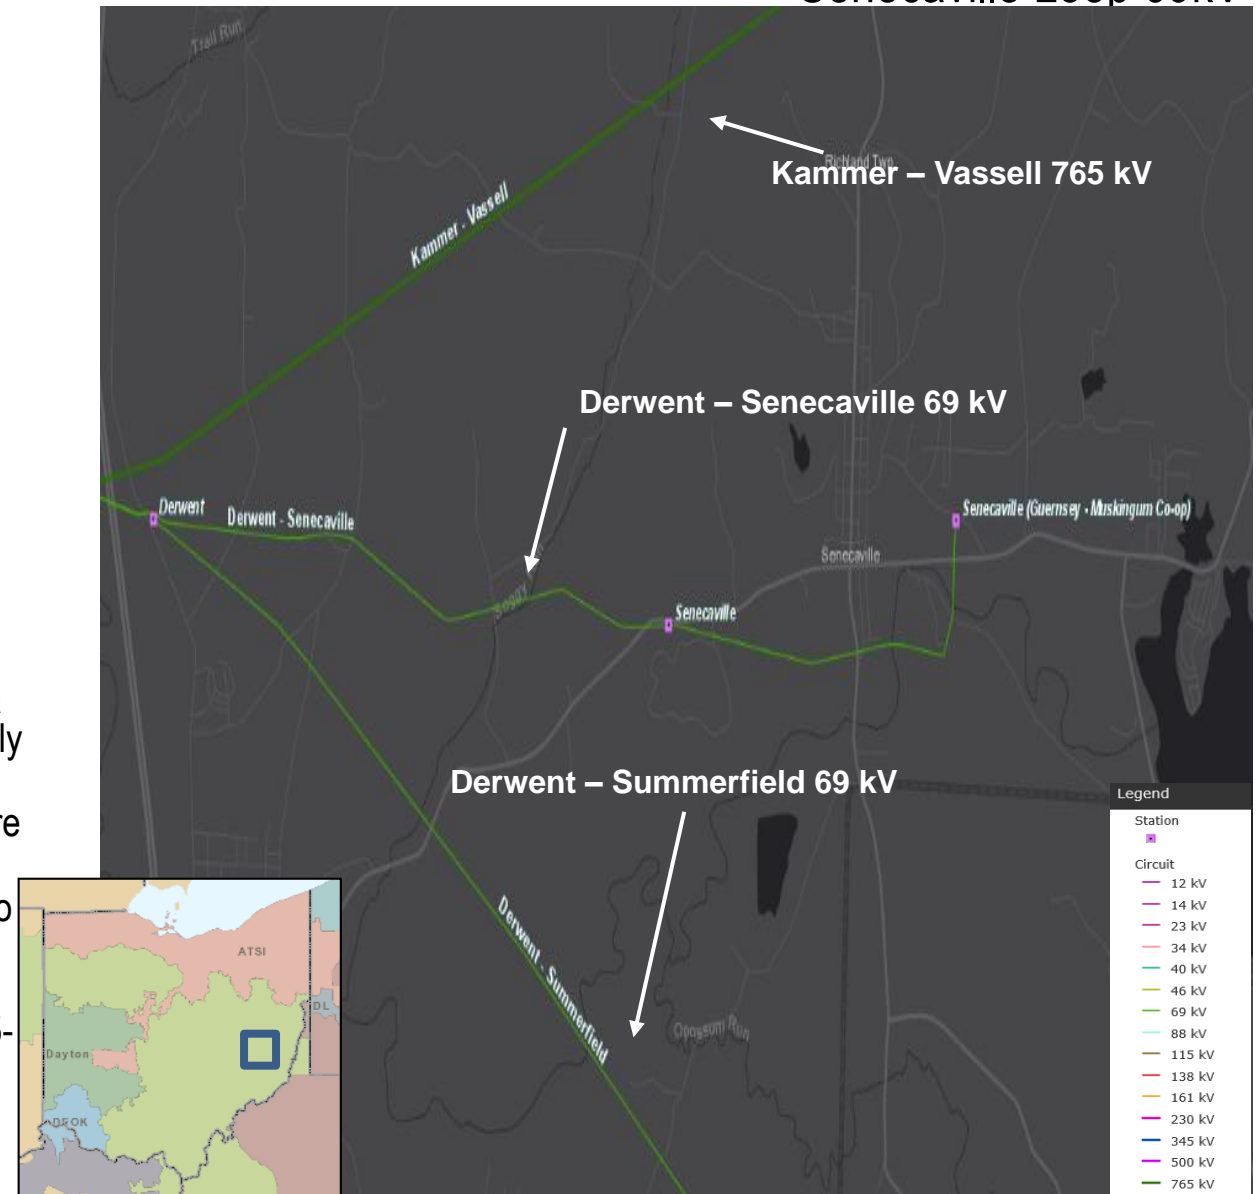 Trail Run
Richland Twp
Kammer – Vassell 765 kV
Kammer - Vassell
Derwent – Senecaville 69 kV
Derwent
Derwent - Senecaville
Senecaville (Guernsey - Muskingum Co-op)
Senecaville
Senecaville
ly
Derwent – Summerfield 69 kV
re
o
Derwent - Summerfield
Opossum Run
ATSI
DL
Dayton
DEOK
Legend
Station
Circuit
12 kV
14 kV
23 kV
34 kV
40 kV
46 kV
69 kV
88 kV
115 kV
138 kV
161 kV
230 kV
345 kV
500 kV
765 kV